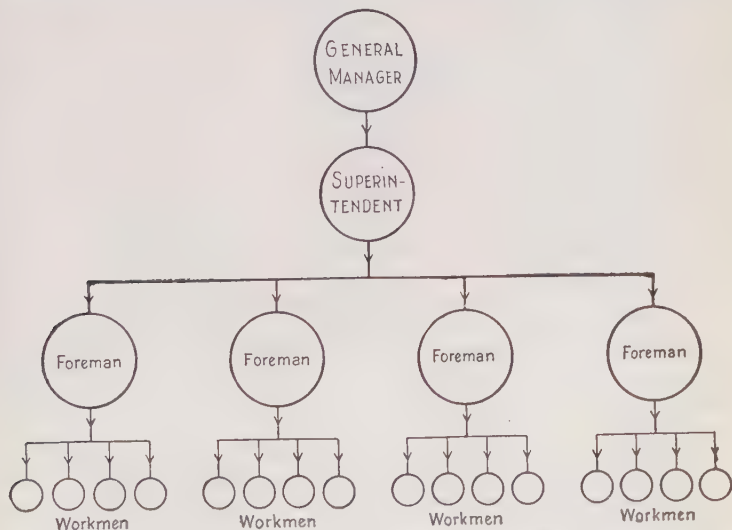 GENERAL
MANAGER
SUPERIN-
TENDENT
Foreman
Foreman
Foreman
Foreman
Workmen
Workmen
Workmen
Workmen